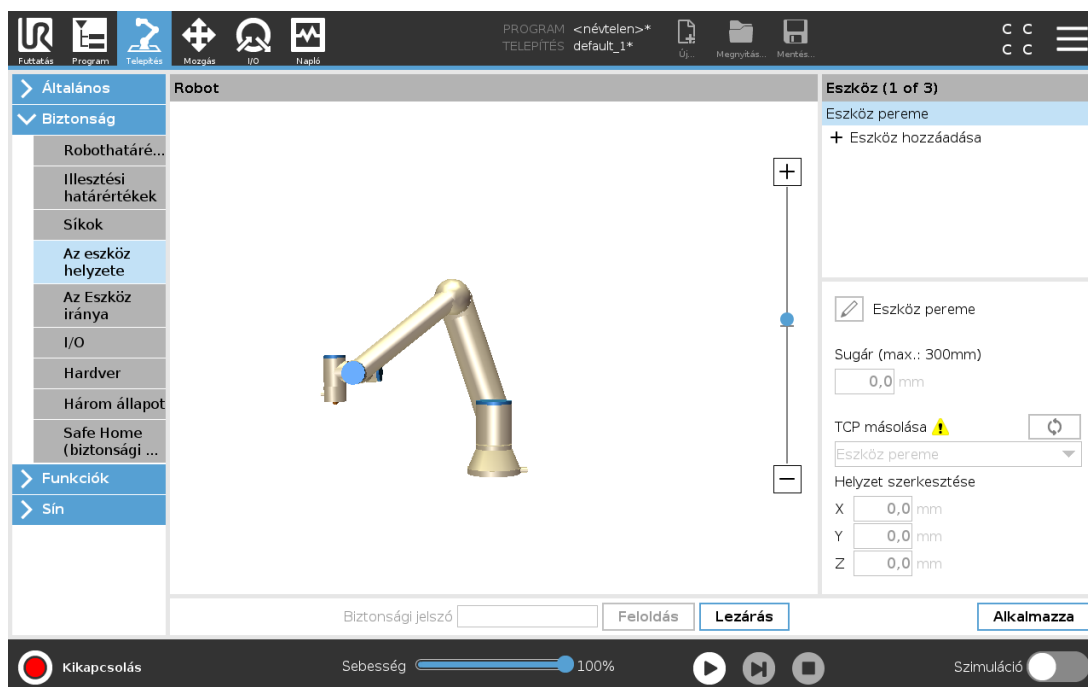 PROGRAM <névtelen>*
TELEPÍTÉS default_1*
Futtatás Program Telepítés Mozgás I/O Napló Új... Megnyitás... Mentés...
UR
C C
C C
Általános
Biztonság
Robothatáré...
Illesztési
határértékek
Síkok
Az eszköz
helyzete
Az Eszköz
iránya
I/O
Hardver
Három állapot
Safe Home
(biztonsági ...
Funkciók
Sín
Robot
Eszköz (1 of 3)
Eszköz pereme
+ Eszköz hozzáadása
Eszköz pereme
Sugár (max.: 300mm)
0,0 mm
TCP másolása
Eszköz pereme
Helyzet szerkesztése
X 0,0 mm
Y 0,0 mm
Z 0,0 mm
Biztonsági jelszó Feloldás Lezárás Alkalmazza
Kikapcsolás Sebesség 100% Szimuláció